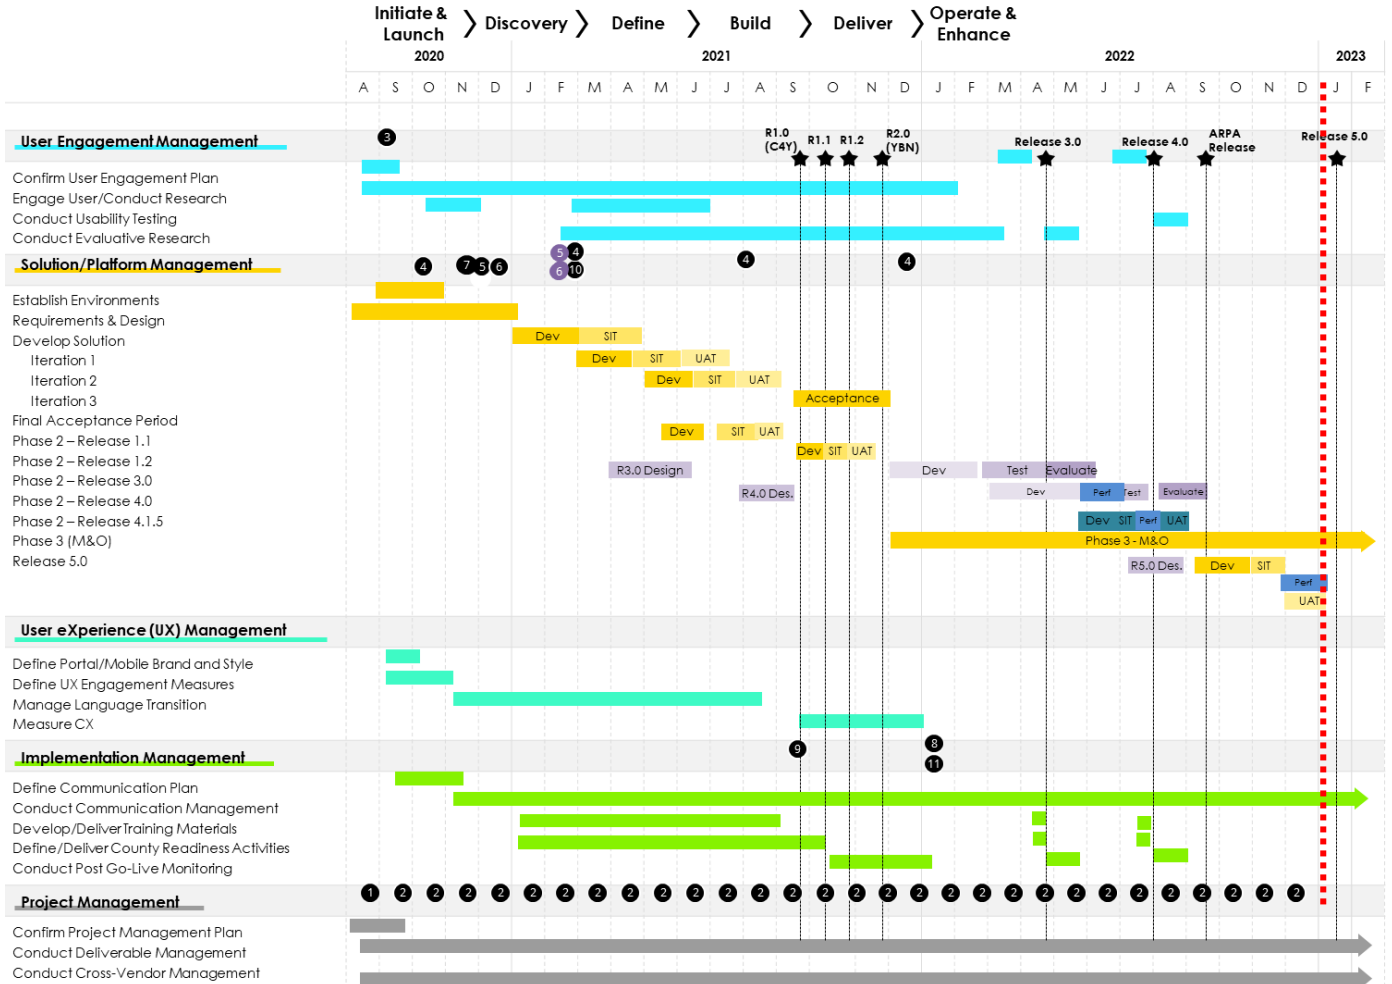 Initiate & Launch
Discovery
Define
Build
Deliver
Operate & Enhance
2020 2021 2022 2023
A S O N D J F M A M J J A S O N D J F M A M J J A S O N D J F
User Engagement Management
3
R1.0 (C4Y)
R1.1
R1.2
R2.0 (YBN)
Release 3.0
Release 4.0
ARPA Release
Release 5.0
Confirm User Engagement Plan
Engage User/Conduct Research
Conduct Usability Testing
Conduct Evaluative Research
Solution/Platform Management
4 7 5 6 5 4 6 10 4 4
Establish Environments
Requirements & Design
Develop Solution
Dev SIT
Iteration 1
Dev SIT UAT
Iteration 2
Dev SIT UAT
Iteration 3
Acceptance
Final Acceptance Period
Phase 2 – Release 1.1
Dev SIT UAT
Phase 2 – Release 1.2
Dev SIT UAT
Phase 2 – Release 3.0
R3.0 Design Dev Test Evaluate
Phase 2 – Release 4.0
R4.0 Des. Dev Perf Test Evaluate
Phase 2 – Release 4.1.5
Dev SIT Perf UAT
Phase 3 (M&O)
Phase 3 - M&O
Release 5.0
R5.0 Des. Dev SIT
Perf
UAT
User eXperience (UX) Management
Define Portal/Mobile Brand and Style
Define UX Engagement Measures
Manage Language Transition
Measure CX
Implementation Management
9 8
11
Define Communication Plan
Conduct Communication Management
Develop/Deliver Training Materials
Define/Deliver County Readiness Activities
Conduct Post Go-Live Monitoring
Project Management
1 2 2 2 2 2 2 2 2 2 2 2 2 2 2 2 2 2 2 2 2 2 2 2 2 2 2 2 2 2
Confirm Project Management Plan
Conduct Deliverable Management
Conduct Cross-Vendor Management